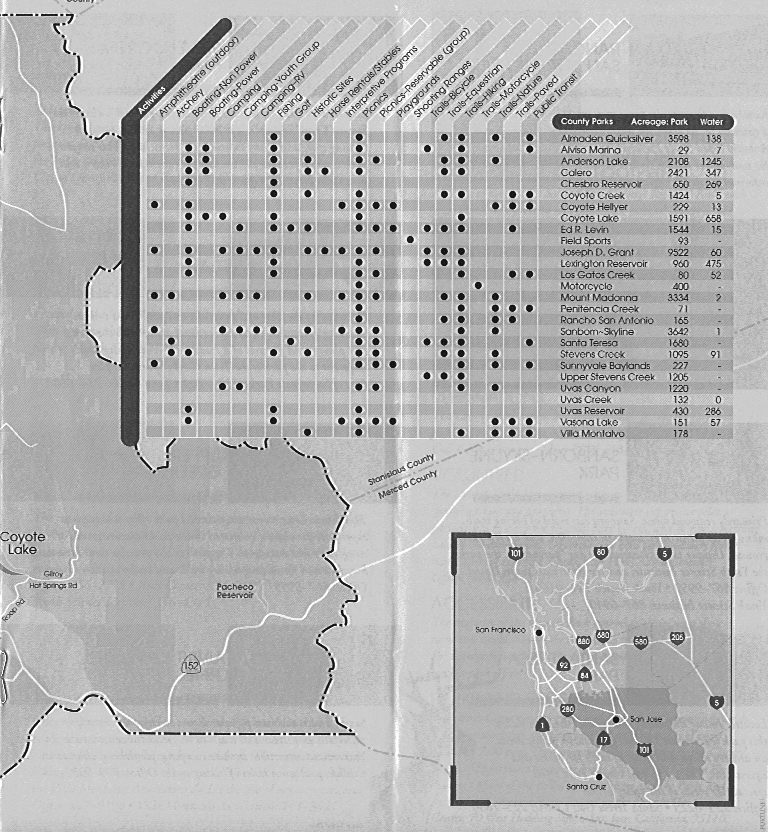 County
Activities
Amphitheatre (outdoor)
Archery
Boating-Non Power
Boating-Power
Camping
Camping-Youth Group
Camping-RV
Fishing
Golf
Historic Sites
Horse Rentals/Stables
Interpretive Programs
Picnics
Picnics-Reservable (group)
Playgrounds
Shooting Ranges
Trails-Bicycle
Trails-Equestrian
Trails-Hiking
Trails-Motorcycle
Trails-Nature
Trails-Paved
Public Transit
County Parks Acreage: Park Water
Almaden Quicksilver 3598 138
Alviso Marina 29 7
Anderson Lake 2108 1245
Calero 2421 347
Chesbro Reservoir 650 269
Coyote Creek 1424 5
Coyote Hellyer 229 13
Coyote Lake 1591 658
Ed R. Levin 1544 15
Field Sports 93 -
Joseph D. Grant 9522 60
Lexington Reservoir 960 475
Los Gatos Creek 80 52
Motorcycle 400 -
Mount Madonna 3334 2
Penitencia Creek 71 -
Rancho San Antonio 165 -
Sanborn-Skyline 3642 1
Santa Teresa 1680 -
Stevens Creek 1095 91
Sunnyvale Baylands 227 -
Upper Stevens Creek 1205 -
Uvas Canyon 1220 -
Uvas Creek 132 0
Uvas Reservoir 430 286
Vasona Lake 151 57
Villa Montalvo 178 -
Stanislaus County
Merced County
Coyote
Lake
Gilroy
Hot Springs Rd
Roop Rd
Pacheco
Reservoir
152
101
80
5
San Francisco
880
680
580
205
92
84
280
5
1
San Jose
17
101
Santa Cruz